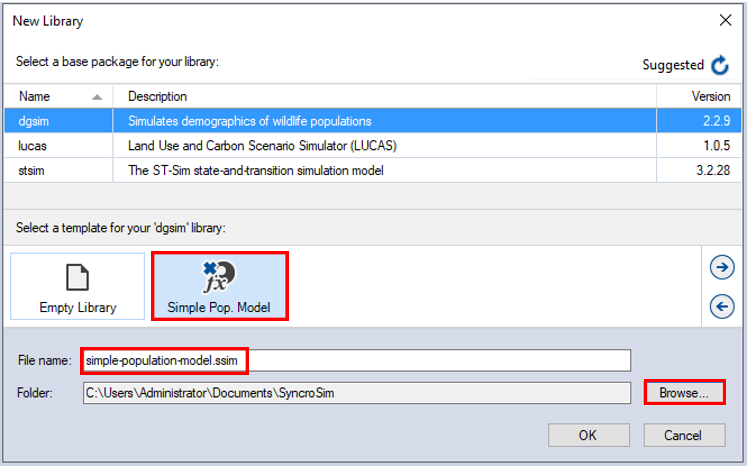 New Library
Select a base package for your library:
Suggested
Name Description Version
dgsim Simulates demographics of wildlife populations 2.2.9
lucas Land Use and Carbon Scenario Simulator (LUCAS) 1.0.5
stsim The ST-Sim state-and-transition simulation model 3.2.28
Select a template for your 'dgsim' library:
fx
Empty Library Simple Pop. Model
File name: simple-population-model.ssim
Folder: C:\Users\Administrator\Documents\SyncroSim Browse...
OK Cancel